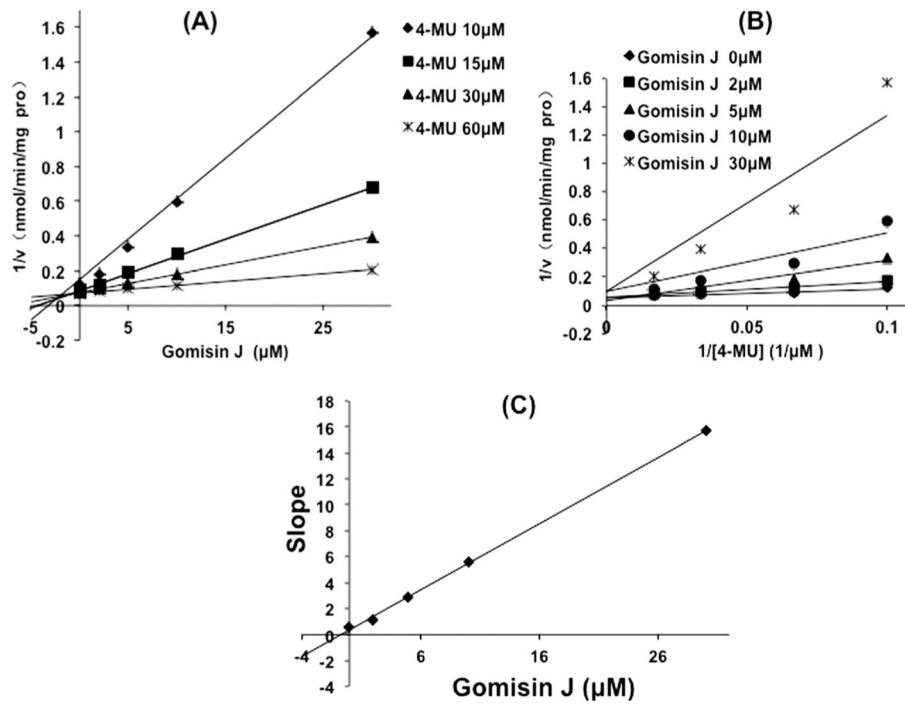 (A)
1.6
1.4
1.2
1.0
0.8
0.6
0.4
0.2
0
-0.2
-5
5
15
25
1/v (nmol/min/mg pro)
Gomisin J (μM)
4-MU 10μM
4-MU 15μM
4-MU 30μM
4-MU 60μM
(B)
Gomisin J 0μM
Gomisin J 2μM
Gomisin J 5μM
Gomisin J 10μM
Gomisin J 30μM
1.6
1.4
1.2
1.0
0.8
0.6
0.4
0.2
0
-0.2
0
0.05
0.1
1/v (nmol/min/mg pro)
1/[4-MU] (1/μM )
(C)
18
16
14
12
10
8
6
4
2
0
-2
-4
-4
6
16
26
Slope
Gomisin J (μM)